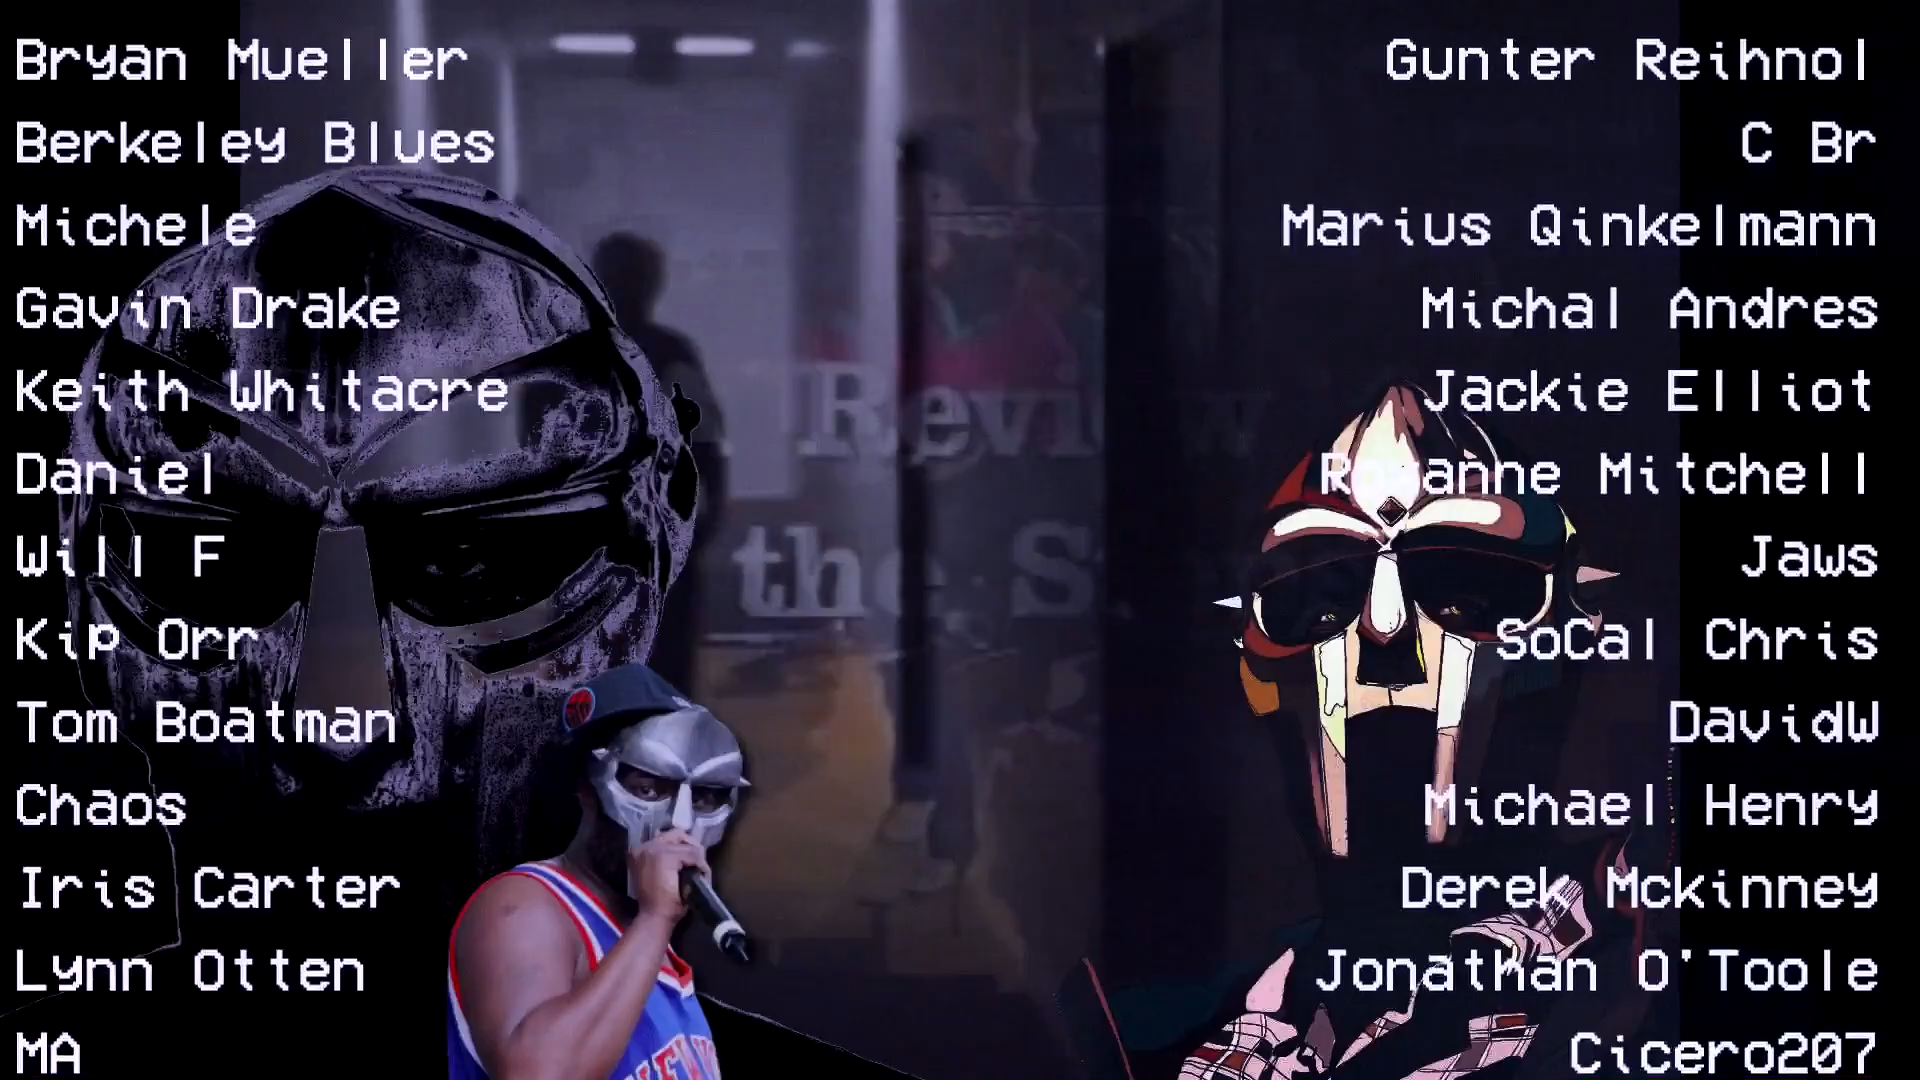 Bryan Mueller
Berkeley Blues
Michele
Gavin Drake
Keith Whitacre
Daniel
Will F
Kip Orr
Tom Boatman
Chaos
Iris Carter
Lynn Otten
MA
Review
the
Gunter Reihnol
C Br
Marius Qinkelmann
Michal Andres
Jackie Elliot
Roxanne Mitchell
Jaws
SoCal Chris
DavidW
Michael Henry
Derek Mckinney
Jonathan O'Toole
Cicero207